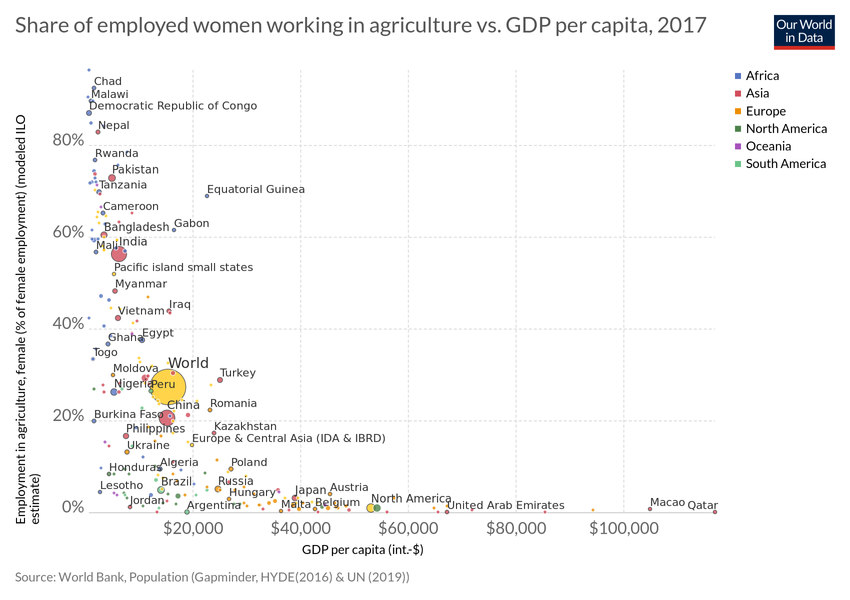 Share of employed women working in agriculture vs. GDP per capita, 2017
Our World
in Data
Africa
Asia
Europe
North America
Oceania
South America
Employment in agriculture, female (% of female employment) (modeled ILO
estimate)
80%
60%
40%
20%
0%
Chad
Malawi
Democratic Republic of Congo
Nepal
Rwanda
Pakistan
Tanzania
Equatorial Guinea
Cameroon
Gabon
Bangladesh
India
Mali
Pacific island small states
Myanmar
Iraq
Vietnam
Egypt
Ghana
Togo
World
Moldova
Turkey
Nigeria
Peru
China
Romania
Burkina Faso
Philippines
Kazakhstan
Europe & Central Asia (IDA & IBRD)
Ukraine
Honduras
Algeria
Poland
Lesotho
Brazil
Russia
Hungary
Japan
Austria
Jordan
Argentina
Malta
Belgium
North America
United Arab Emirates
Macao
Qatar
$20,000
$40,000
$60,000
$80,000
$100,000
GDP per capita (int.-$)
Source: World Bank, Population (Gapminder, HYDE(2016) & UN (2019))